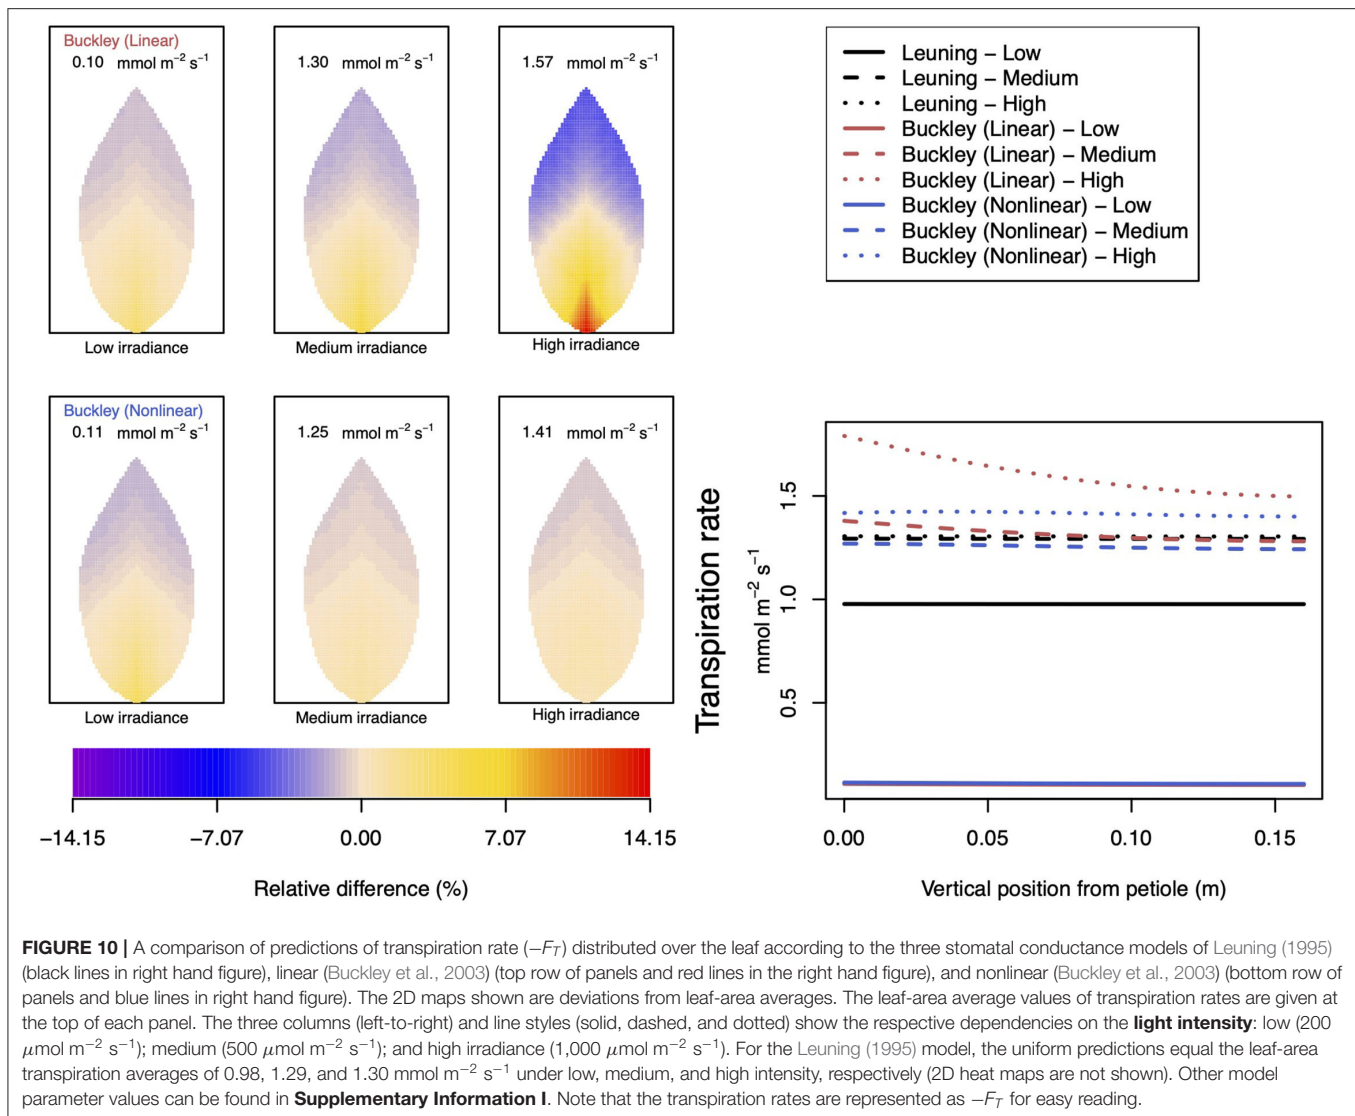 Buckley (Linear)
0.10 mmol m−2 s−1
1.30 mmol m−2 s−1
1.57 mmol m−2 s−1
Low irradiance
Medium irradiance
High irradiance
Buckley (Nonlinear)
0.11 mmol m−2 s−1
1.25 mmol m−2 s−1
1.41 mmol m−2 s−1
Low irradiance
Medium irradiance
High irradiance
−14.15 −7.07 0.00 7.07 14.15
Relative difference (%)
Leuning – Low
Leuning – Medium
Leuning – High
Buckley (Linear) – Low
Buckley (Linear) – Medium
Buckley (Linear) – High
Buckley (Nonlinear) – Low
Buckley (Nonlinear) – Medium
Buckley (Nonlinear) – High
Transpiration rate
mmol m−2 s−1
0.5 1.0 1.5
0.00 0.05 0.10 0.15
Vertical position from petiole (m)
FIGURE 10 | A comparison of predictions of transpiration rate (−FT) distributed over the leaf according to the three stomatal conductance models of Leuning (1995)
(black lines in right hand figure), linear (Buckley et al., 2003) (top row of panels and red lines in the right hand figure), and nonlinear (Buckley et al., 2003) (bottom row of
panels and blue lines in right hand figure). The 2D maps shown are deviations from leaf-area averages. The leaf-area average values of transpiration rates are given at
the top of each panel. The three columns (left-to-right) and line styles (solid, dashed, and dotted) show the respective dependencies on the light intensity: low (200
μmol m−2 s−1); medium (500 μmol m−2 s−1); and high irradiance (1,000 μmol m−2 s−1). For the Leuning (1995) model, the uniform predictions equal the leaf-area
transpiration averages of 0.98, 1.29, and 1.30 mmol m−2 s−1 under low, medium, and high intensity, respectively (2D heat maps are not shown). Other model
parameter values can be found in Supplementary Information I. Note that the transpiration rates are represented as −FT for easy reading.